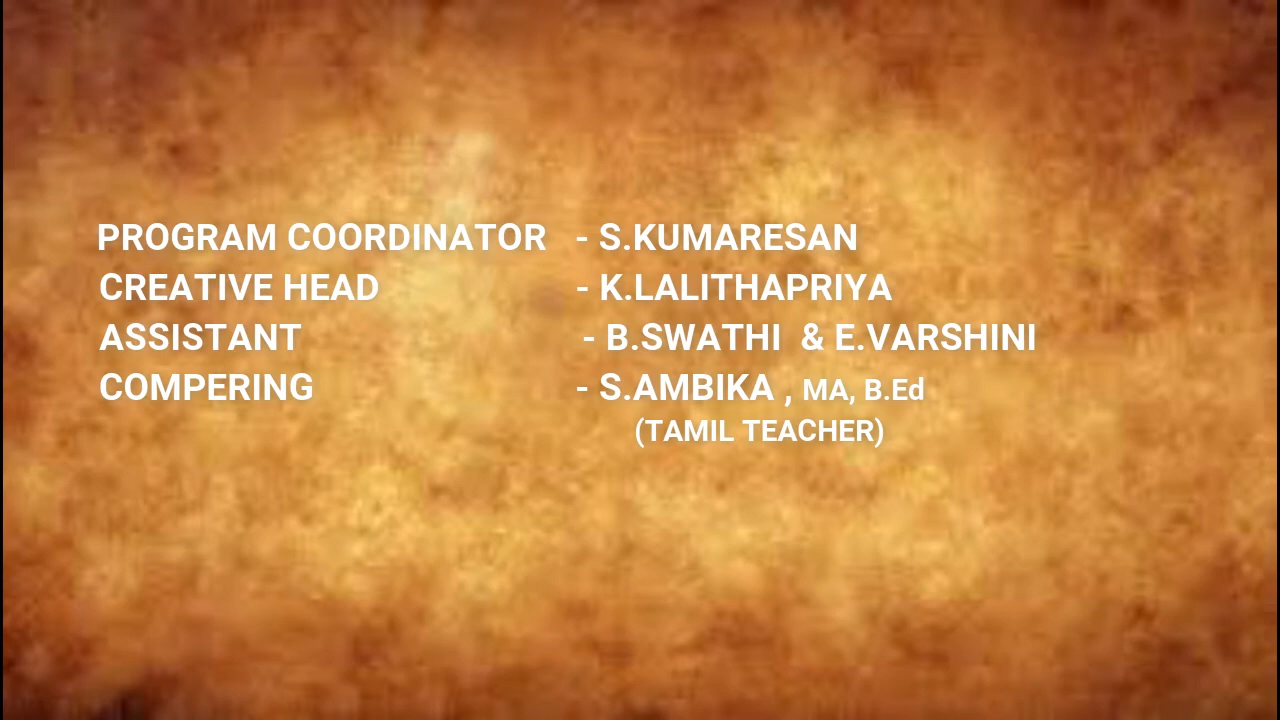 PROGRAM COORDINATOR - S.KUMARESAN
CREATIVE HEAD - K.LALITHAPRIYA
ASSISTANT - B.SWATHI & E.VARSHINI
COMPERING - S.AMBIKA , MA, B.Ed
(TAMIL TEACHER)